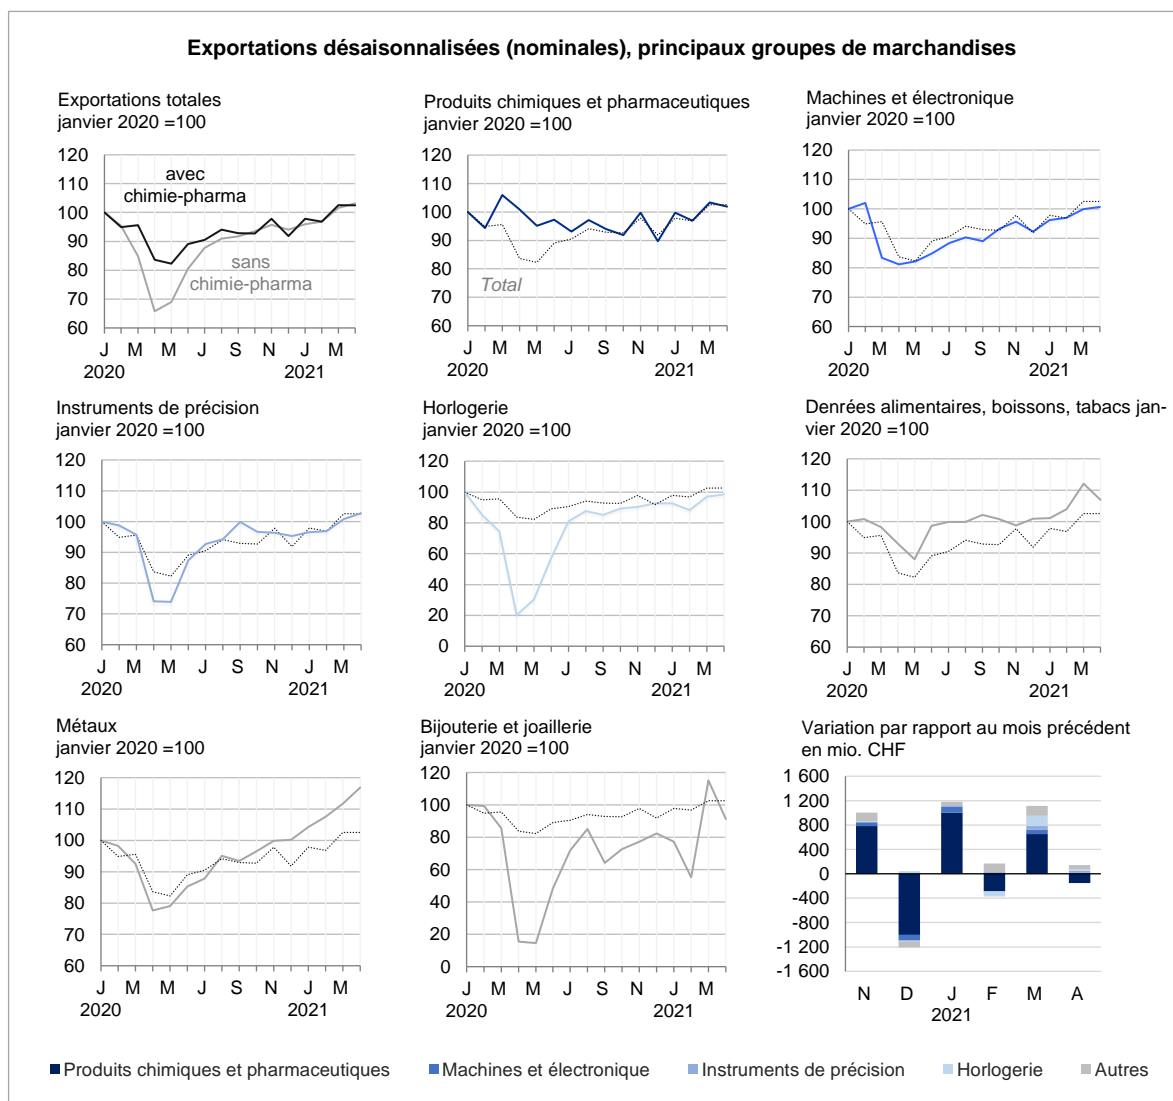 Exportations désaisonnalisées (nominales), principaux groupes de marchandises
Exportations totales
janvier 2020 =100
120
110
100
90
80
70
60
avec
chimie-pharma
sans
chimie-pharma
J M M J S N J M
2020 2021
Produits chimiques et pharmaceutiques
janvier 2020 =100
120
110
100
90
80
70
60
Total
J M M J S N J M
2020 2021
Machines et électronique
janvier 2020 =100
120
110
100
90
80
70
60
J M M J S N J M
2020 2021
Instruments de précision
janvier 2020 =100
120
110
100
90
80
70
60
J M M J S N J M
2020 2021
Horlogerie
janvier 2020 =100
120
100
80
60
40
20
0
J M M J S N J M
2020 2021
Denrées alimentaires, boissons, tabacs jan-
vier 2020 =100
120
110
100
90
80
70
60
J M M J S N J M
2020 2021
Métaux
janvier 2020 =100
120
110
100
90
80
70
60
J M M J S N J M
2020 2021
Bijouterie et joaillerie
janvier 2020 =100
120
100
80
60
40
20
0
J M M J S N J M
2020 2021
Variation par rapport au mois précédent
en mio. CHF
1 600
1 200
800
400
0
-400
-800
-1 200
-1 600
N D J F M A
2021
Produits chimiques et pharmaceutiques Machines et électronique Instruments de précision Horlogerie Autres